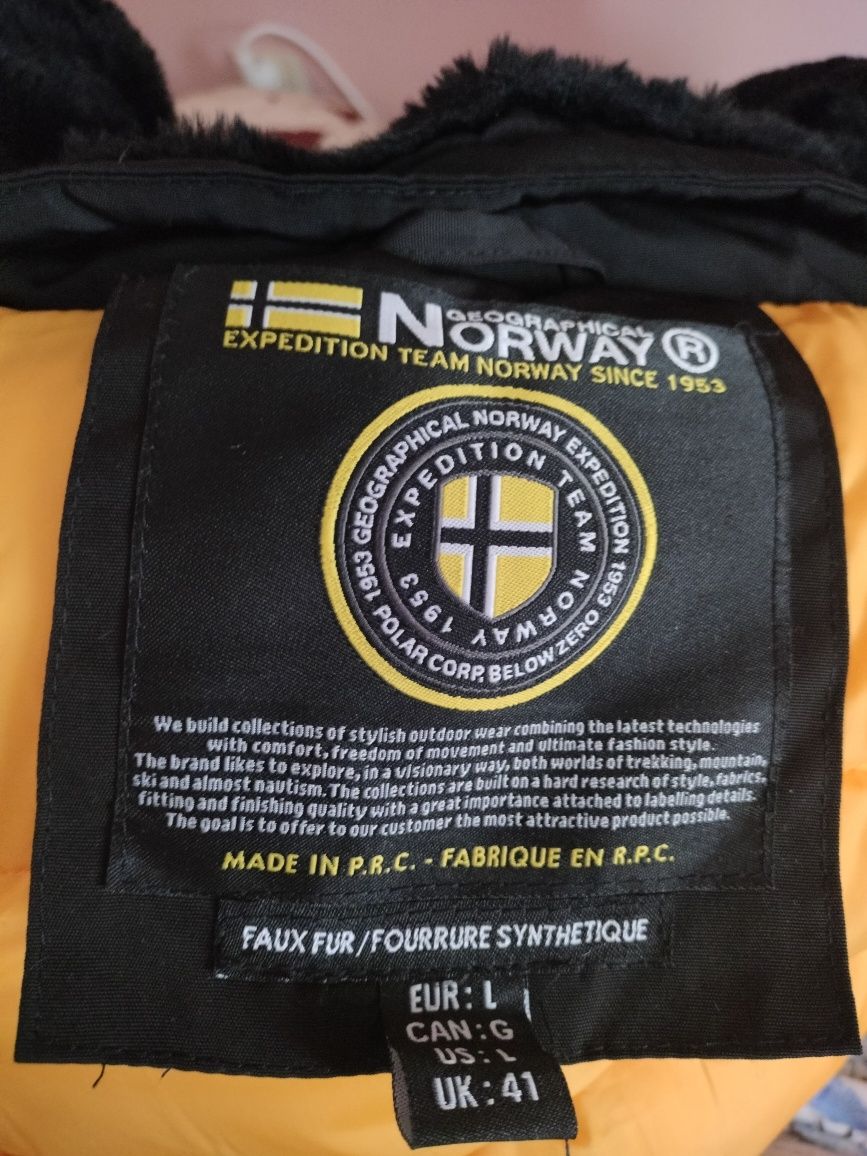 GEOGRAPHICAL
NORWAY ®
EXPEDITION TEAM NORWAY SINCE 1953
GEOGRAPHICAL NORWAY EXPEDITION 1953
POLAR CORP. BELOW ZERO
1953
EXPEDITION TEAM NORWAY 1953
We build collections of stylish outdoor wear combining the latest technologies
with comfort, freedom of movement and ultimate fashion style.
The brand likes to explore, in a visionary way, both worlds of trekking, mountain,
ski and almost nautism. The collections are built on a hard research of style, fabrics,
fitting and finishing quality with a great importance attached to labelling details.
The goal is to offer to our customer the most attractive product possible.
MADE IN P.R.C. - FABRIQUE EN R.P.C.
FAUX FUR / FOURRURE SYNTHETIQUE
EUR: L
CAN: G
US: L
UK: 41